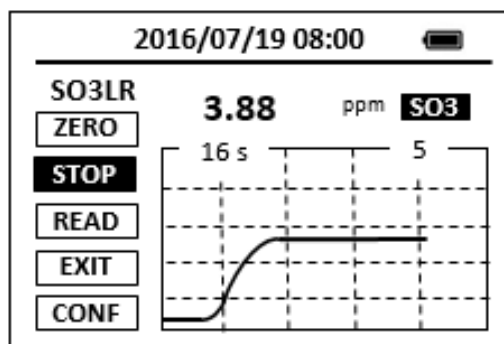 2016/07/19 08:00
SO3LR
3.88 ppm SO3
ZERO
16 s 5
STOP
READ
EXIT
CONF